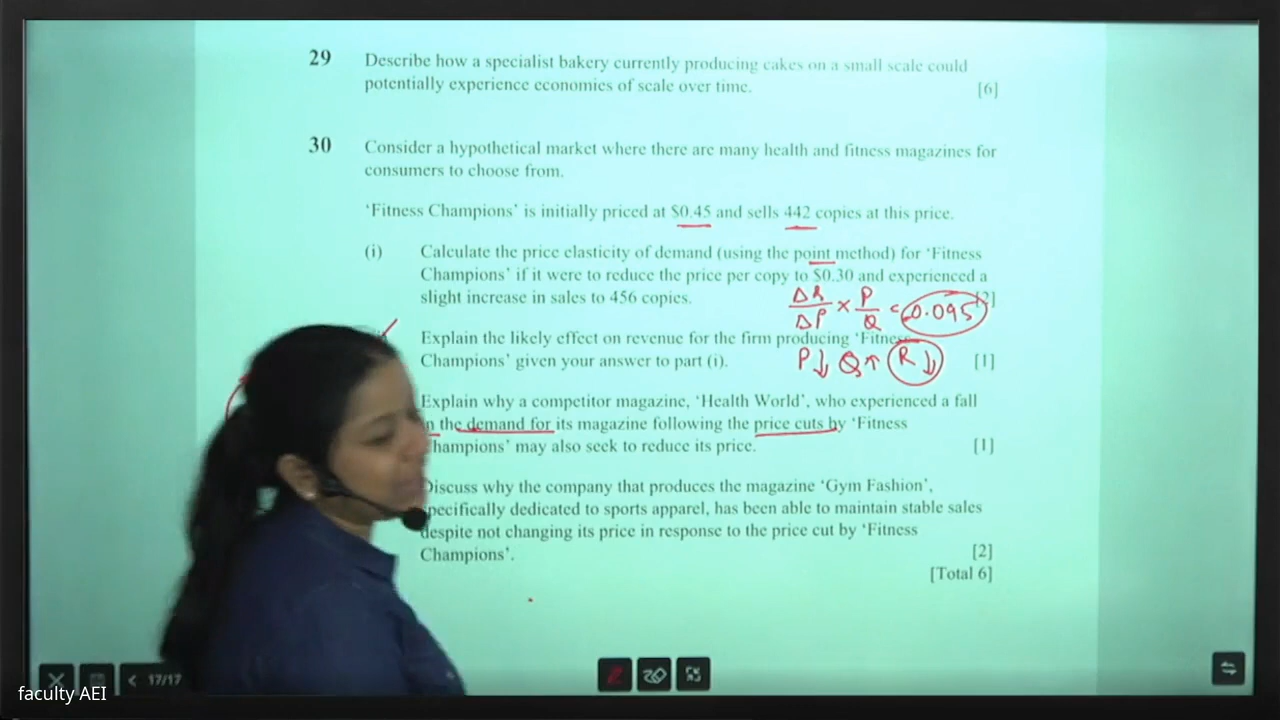 29 Describe how a specialist bakery currently producing cakes on a small scale could
potentially experience economies of scale over time. [6]
30 Consider a hypothetical market where there are many health and fitness magazines for
consumers to choose from.
‘Fitness Champions’ is initially priced at $0.45 and sells 442 copies at this price.
(i) Calculate the price elasticity of demand (using the point method) for ‘Fitness
Champions’ if it were to reduce the price per copy to $0.30 and experienced a
slight increase in sales to 456 copies. [2]
ΔQ/ΔP × P/Q 0.095
Explain the likely effect on revenue for the firm producing ‘Fitness
Champions’ given your answer to part (i). [1]
P↓ Q↑ R↓
Explain why a competitor magazine, ‘Health World’, who experienced a fall
the demand for its magazine following the price cuts by ‘Fitness
hampions’ may also seek to reduce its price. [1]
Discuss why the company that produces the magazine ‘Gym Fashion’,
specifically dedicated to sports apparel, has been able to maintain stable sales
despite not changing its price in response to the price cut by ‘Fitness
Champions’. [2]
[Total 6]
17/17
faculty AEI